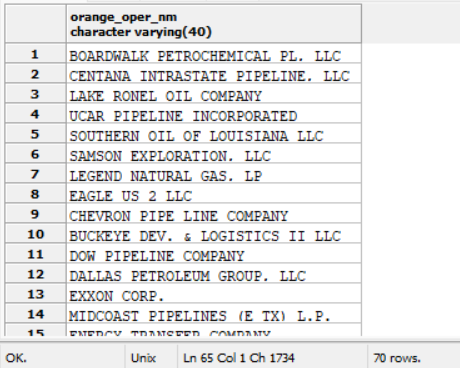 orange_oper_nm
character varying(40)
1 BOARDWALK PETROCHEMICAL PL. LLC
2 CENTANA INTRASTATE PIPELINE. LLC
3 LAKE RONEL OIL COMPANY
4 UCAR PIPELINE INCORPORATED
5 SOUTHERN OIL OF LOUISIANA LLC
6 SAMSON EXPLORATION. LLC
7 LEGEND NATURAL GAS. LP
8 EAGLE US 2 LLC
9 CHEVRON PIPE LINE COMPANY
10 BUCKEYE DEV. & LOGISTICS II LLC
11 DOW PIPELINE COMPANY
12 DALLAS PETROLEUM GROUP. LLC
13 EXXON CORP.
14 MIDCOAST PIPELINES (E TX) L.P.
15 ENERGY TRANSFER COMPANY
OK. Unix Ln 65 Col 1 Ch 1734 70 rows.